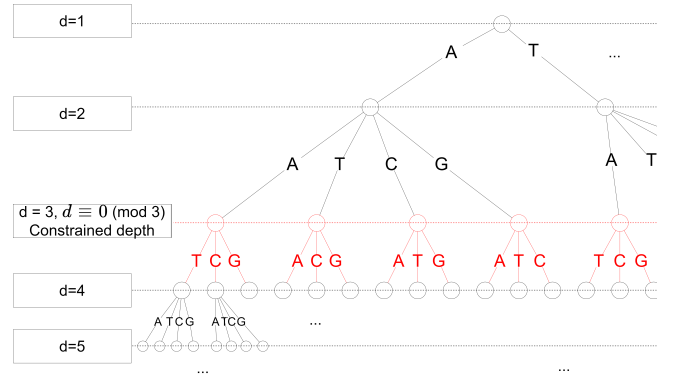 d=1
A T ...
d=2
A T C G A T
d = 3, d ≡ 0 (mod 3)
Constrained depth
T C G A C G A T G A T C T C G
d=4
A T C G A T C G ...
d=5
... ...